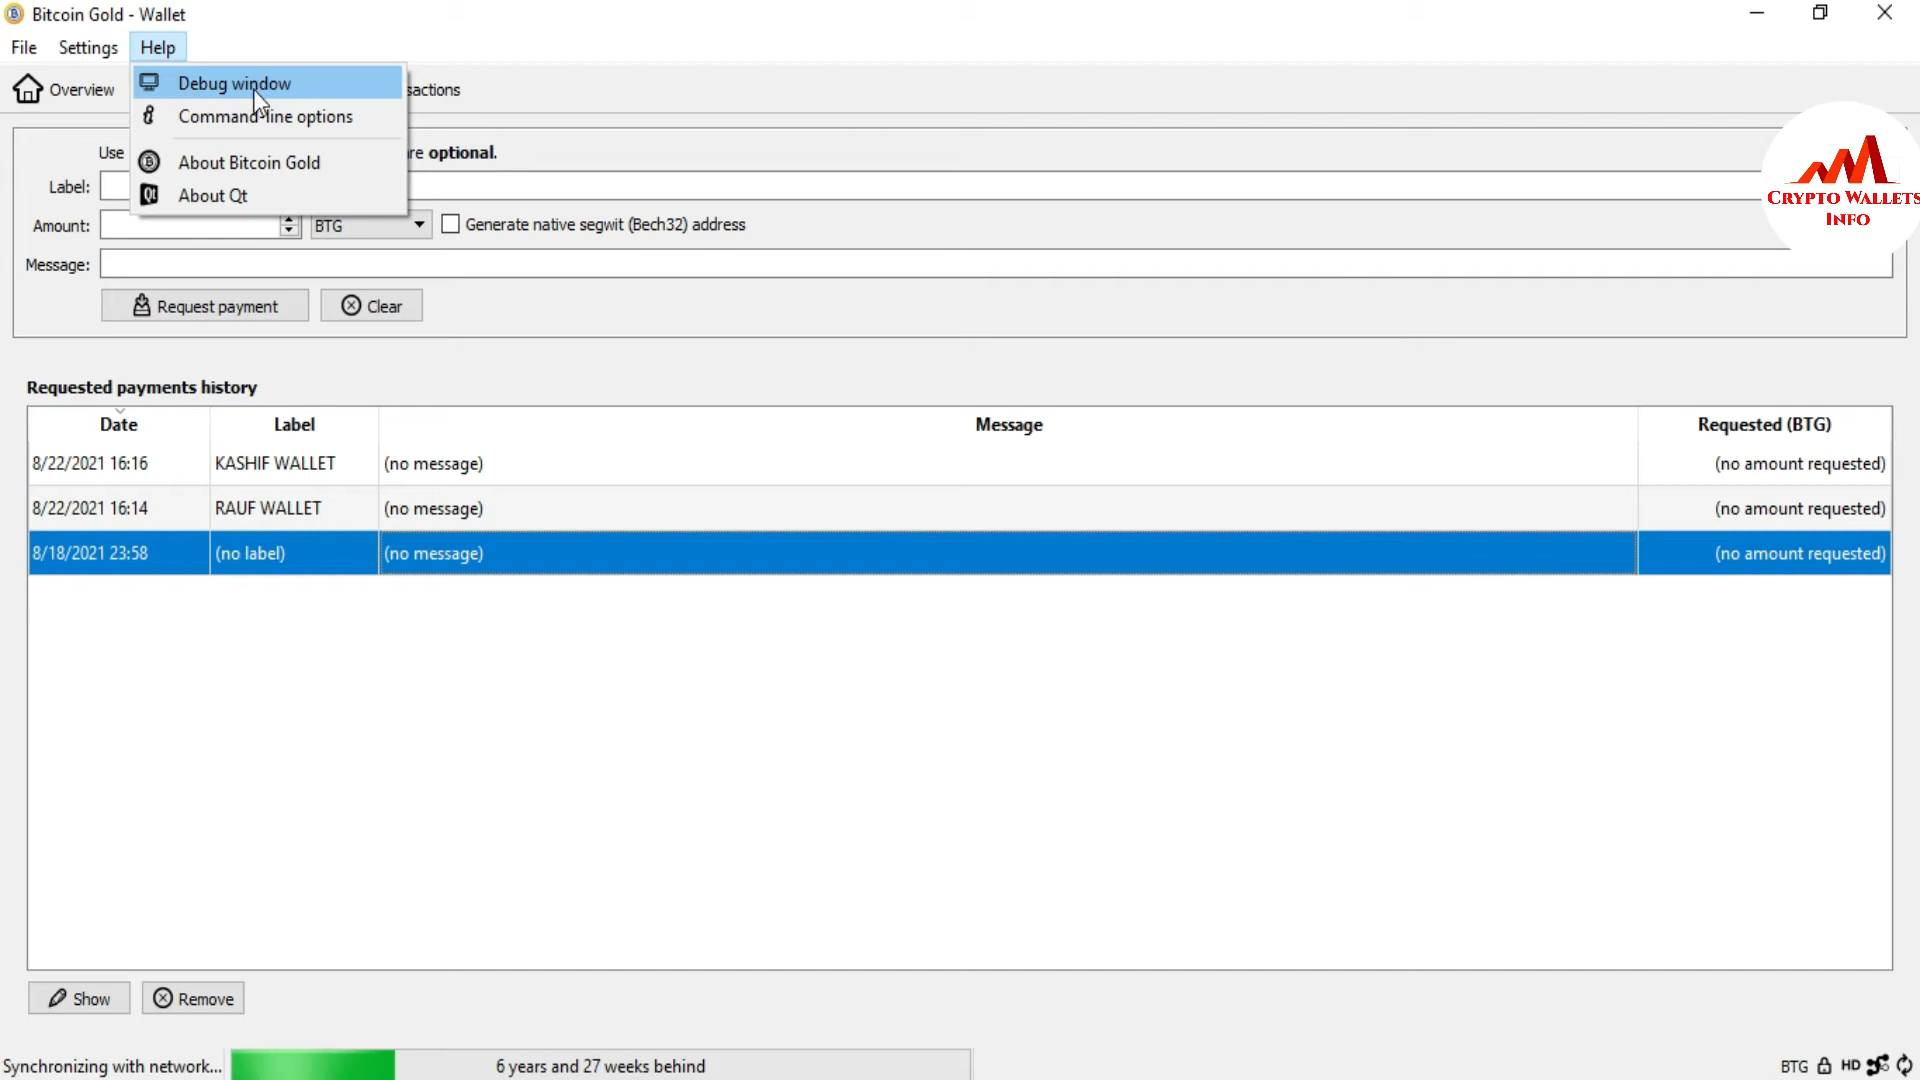 Bitcoin Gold - Wallet
File Settings Help
Overview sactions
Debug window
Command-line options
About Bitcoin Gold
About Qt
Use re optional.
Label:
Amount: BTG Generate native segwit (Bech32) address
Message:
Request payment Clear
CRYPTO WALLETS
INFO
Requested payments history
Date Label Message Requested (BTG)
8/22/2021 16:16 KASHIF WALLET (no message) (no amount requested)
8/22/2021 16:14 RAUF WALLET (no message) (no amount requested)
8/18/2021 23:58 (no label) (no message) (no amount requested)
Show Remove
Synchronizing with network... 6 years and 27 weeks behind BTG HD